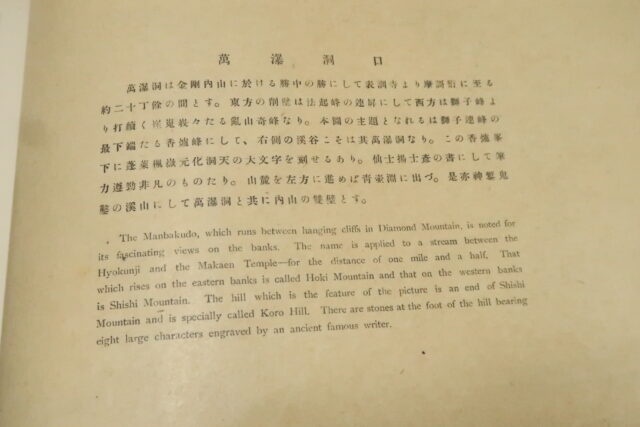 萬瀑洞口
萬瀑洞は金剛內山に於ける勝中の勝にして表訓寺より摩訶衍に至る
約二十丁餘の間とす。東方の削壁は法起峰の連屛にして西方は獅子峰よ
り打續く崔嵬峩々たる亂山奇峰なり。本圖の主題となれるは獅子連峰の
最下端たる香爐峰にして、右側の溪谷こそは其萬瀑洞なり。この香爐峯
下に蓬萊楓嶽元化洞天の大文字を刻せるあり。仙士楊士彥の書にして筆
力遒勁非凡のものたり。山麓を左方に進めば靑壺淵に出づ。是亦神鑿鬼
の溪山にして萬瀑洞と共に內山の雙璧とす。
The Manbakudo, which runs between hanging cliffs in Diamond Mountain, is noted for
its fascinating views on the banks. The name is applied to a stream between the
Hyokunji and the Makaen Temple—for the distance of one mile and a half. That
which rises on the eastern banks is called Hoki Mountain and that on the western banks
is Shishi Mountain. The hill which is the feature of the picture is an end of Shishi
Mountain and is specially called Koro Hill. There are stones at the foot of the hill bearing
eight large characters engraved by an ancient famous writer.